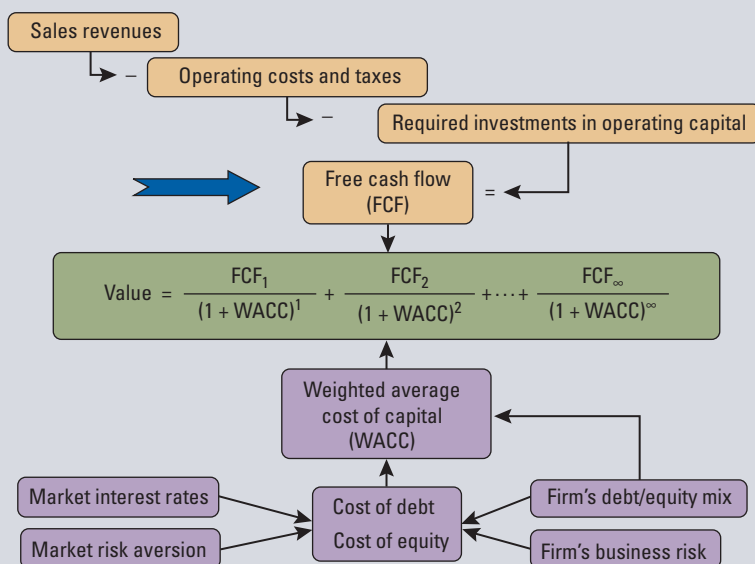 Sales revenues
– Operating costs and taxes
– Required investments in operating capital
Free cash flow
(FCF)
=
Value = FCF₁ / (1 + WACC)¹ + FCF₂ / (1 + WACC)² + ··· + FCF∞ / (1 + WACC)∞
Weighted average
cost of capital
(WACC)
Market interest rates
Market risk aversion
Cost of debt
Cost of equity
Firm's debt/equity mix
Firm's business risk